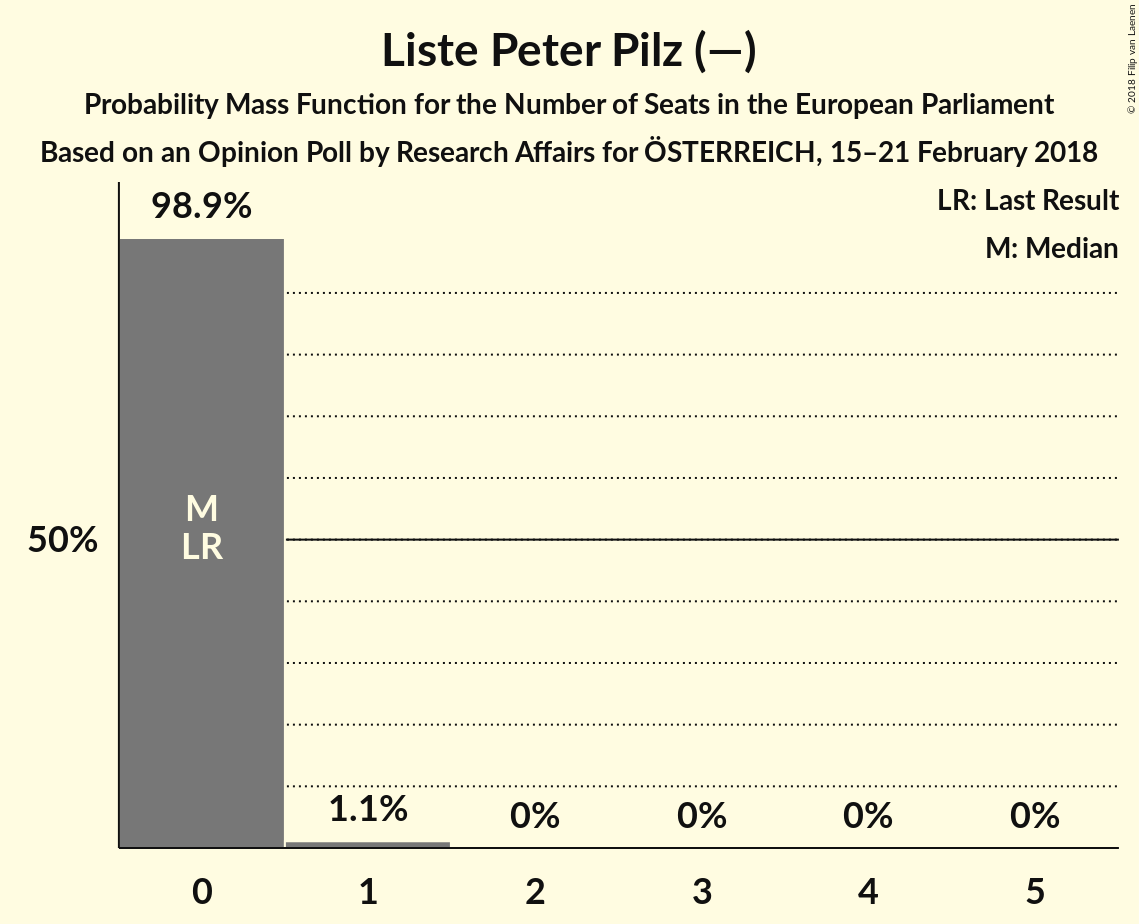 Liste Peter Pilz (—)
Probability Mass Function for the Number of Seats in the European Parliament
Based on an Opinion Poll by Research Affairs for ÖSTERREICH, 15–21 February 2018
© 2018 Filip van Laenen
LR: Last Result
M: Median
98.9%
M
LR
50%
1.1%
0%
0%
0%
0%
0
1
2
3
4
5